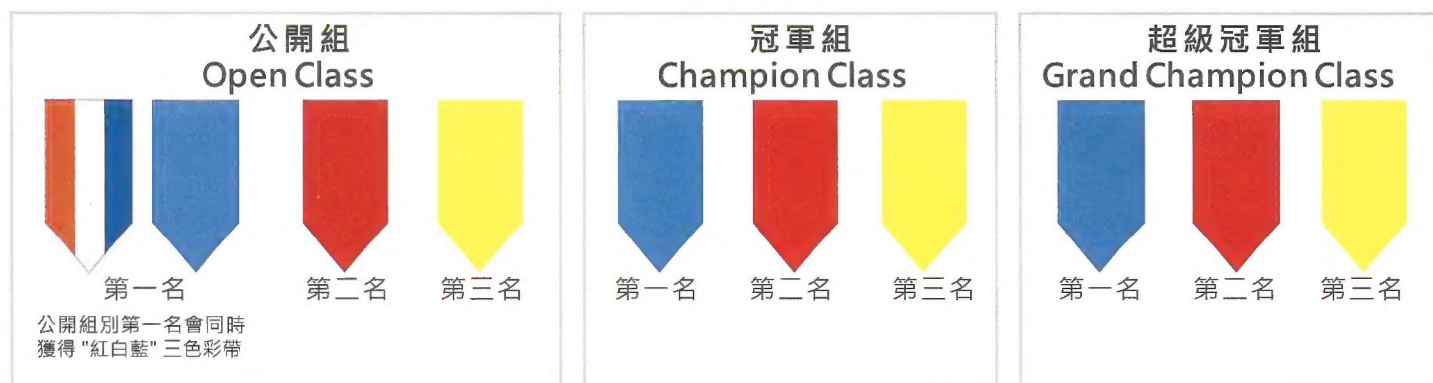 公開組
Open Class
第一名
第二名
第三名
公開組別第一名會同時
獲得 "紅白藍" 三色彩帶
冠軍組
Champion Class
第一名
第二名
第三名
超級冠軍組
Grand Champion Class
第一名
第二名
第三名